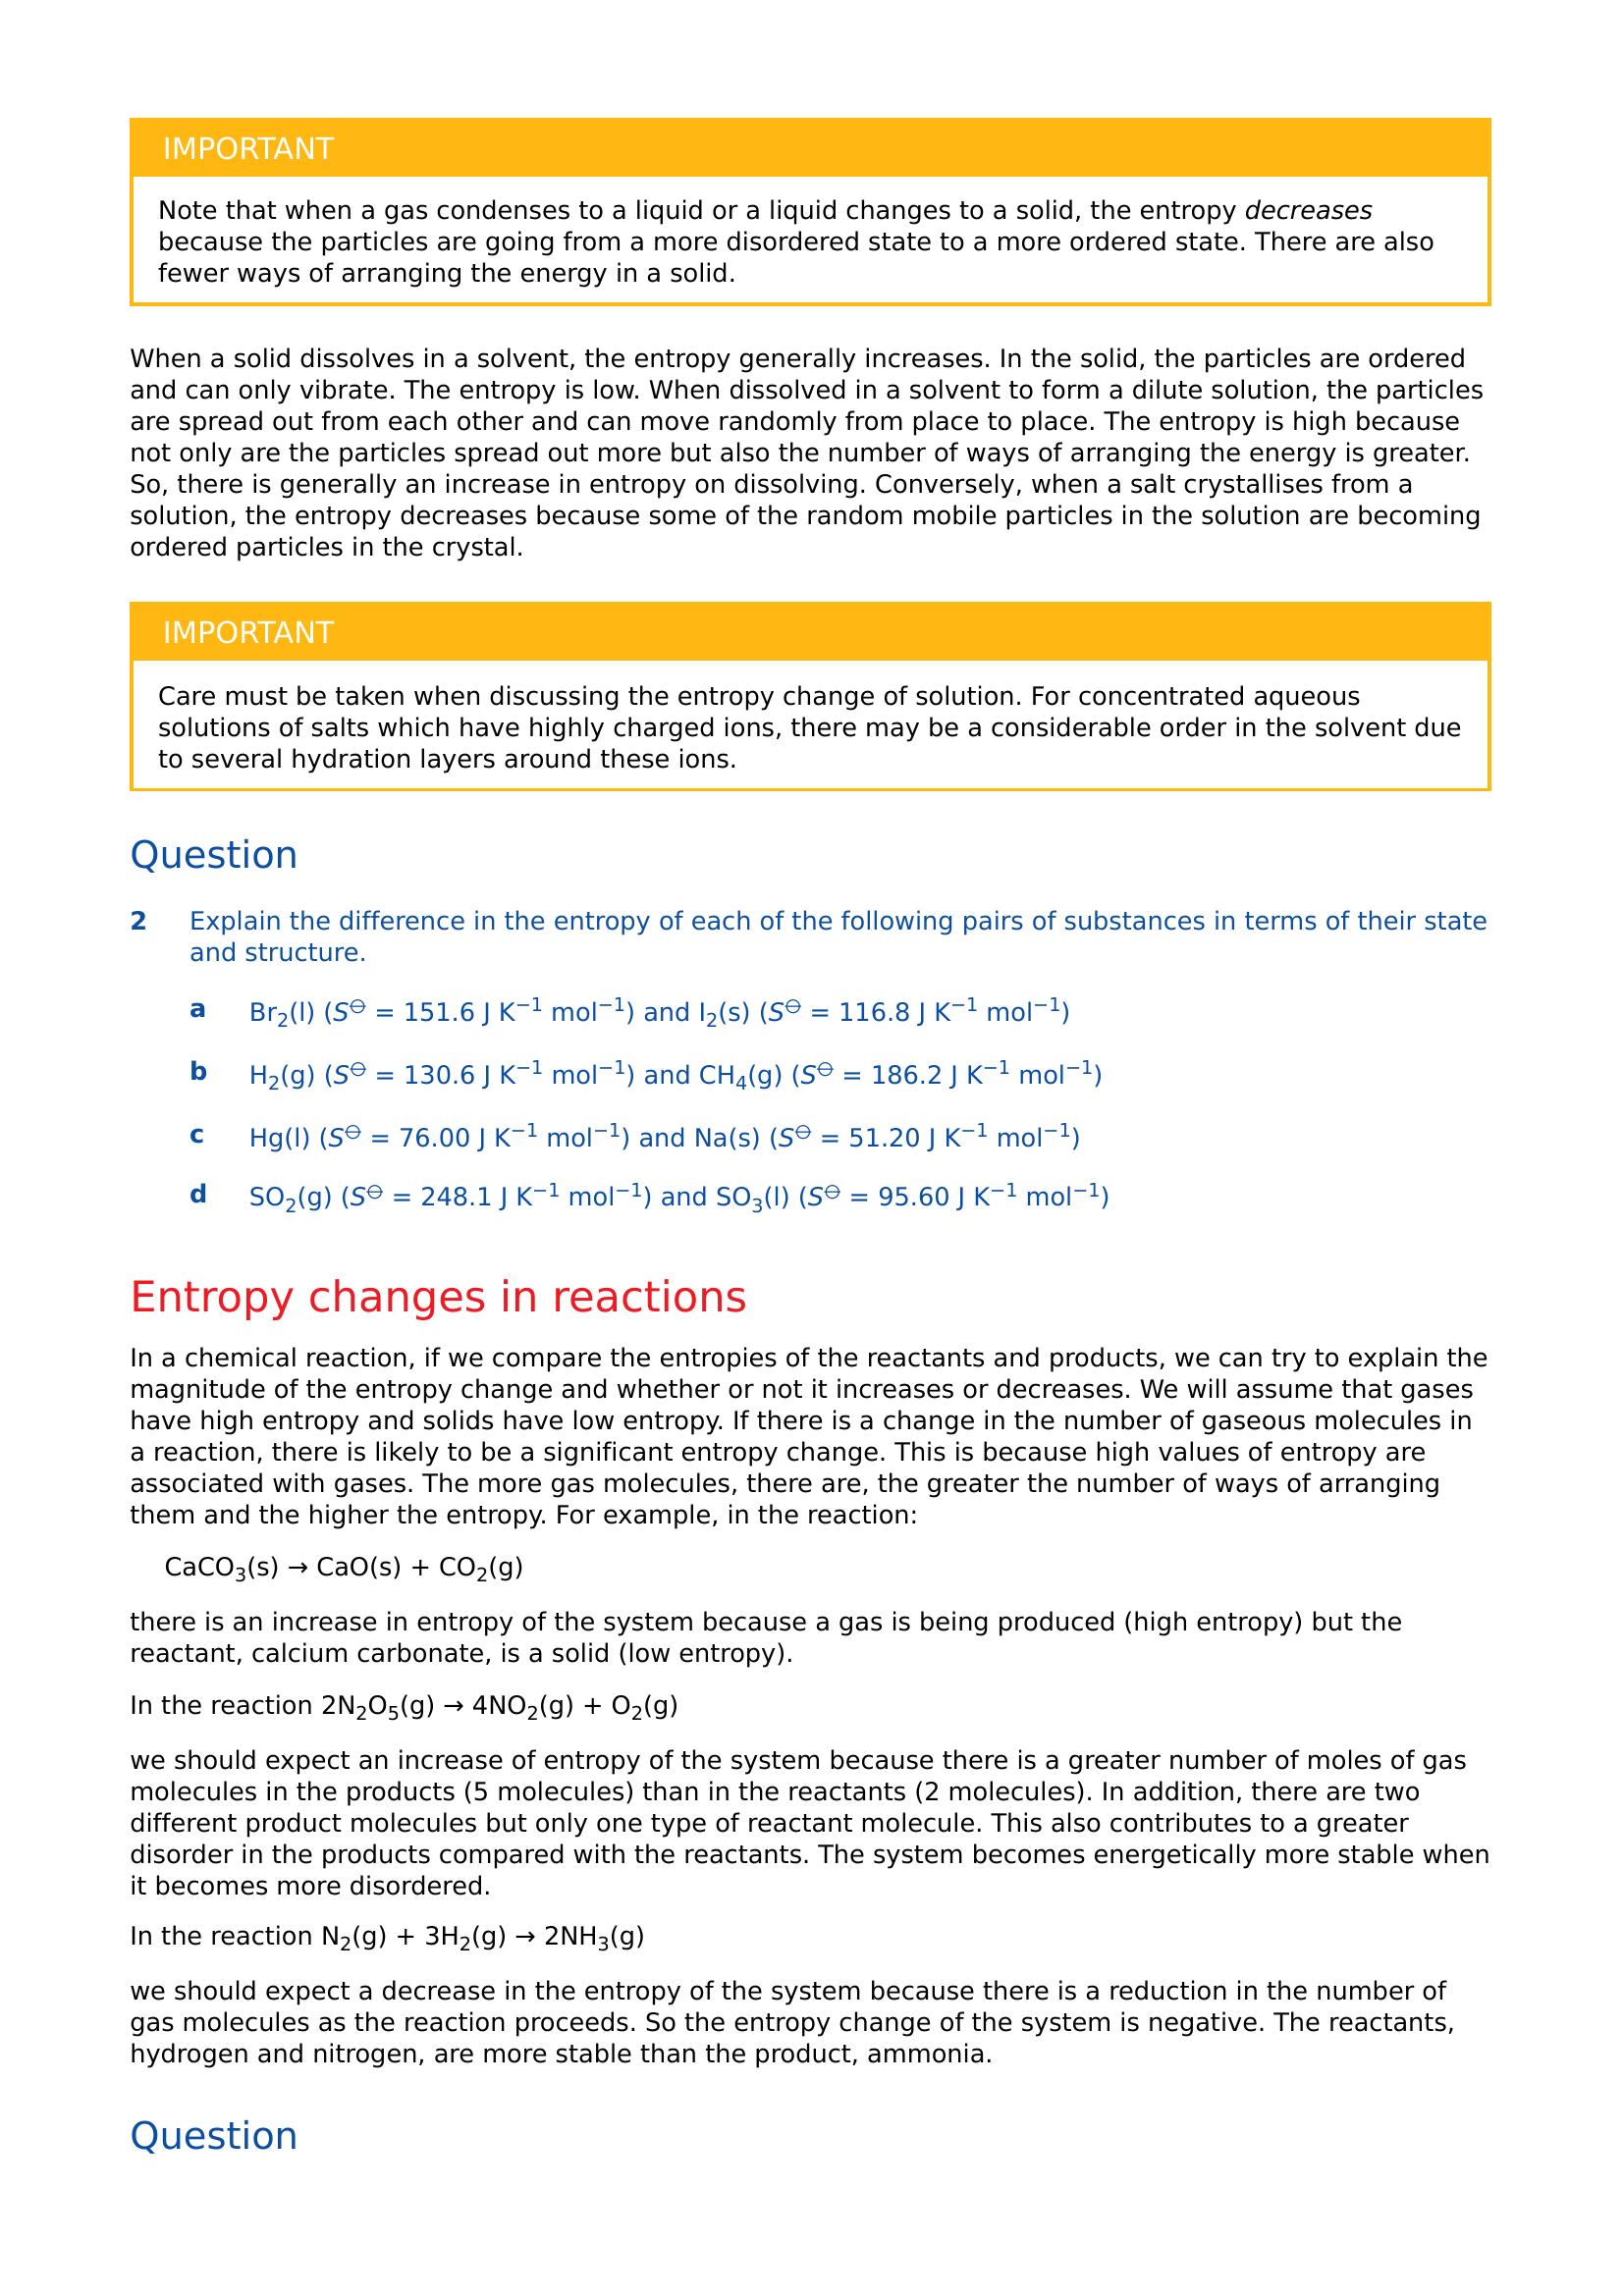 IMPORTANT
Note that when a gas condenses to a liquid or a liquid changes to a solid, the entropy decreases
because the particles are going from a more disordered state to a more ordered state. There are also
fewer ways of arranging the energy in a solid.
When a solid dissolves in a solvent, the entropy generally increases. In the solid, the particles are ordered
and can only vibrate. The entropy is low. When dissolved in a solvent to form a dilute solution, the particles
are spread out from each other and can move randomly from place to place. The entropy is high because
not only are the particles spread out more but also the number of ways of arranging the energy is greater.
So, there is generally an increase in entropy on dissolving. Conversely, when a salt crystallises from a
solution, the entropy decreases because some of the random mobile particles in the solution are becoming
ordered particles in the crystal.
IMPORTANT
Care must be taken when discussing the entropy change of solution. For concentrated aqueous
solutions of salts which have highly charged ions, there may be a considerable order in the solvent due
to several hydration layers around these ions.
Question
2 Explain the difference in the entropy of each of the following pairs of substances in terms of their state
and structure.
a Br₂(l) (S⦵ = 151.6 J K⁻¹ mol⁻¹) and I₂(s) (S⦵ = 116.8 J K⁻¹ mol⁻¹)
b H₂(g) (S⦵ = 130.6 J K⁻¹ mol⁻¹) and CH₄(g) (S⦵ = 186.2 J K⁻¹ mol⁻¹)
c Hg(l) (S⦵ = 76.00 J K⁻¹ mol⁻¹) and Na(s) (S⦵ = 51.20 J K⁻¹ mol⁻¹)
d SO₂(g) (S⦵ = 248.1 J K⁻¹ mol⁻¹) and SO₃(l) (S⦵ = 95.60 J K⁻¹ mol⁻¹)
Entropy changes in reactions
In a chemical reaction, if we compare the entropies of the reactants and products, we can try to explain the
magnitude of the entropy change and whether or not it increases or decreases. We will assume that gases
have high entropy and solids have low entropy. If there is a change in the number of gaseous molecules in
a reaction, there is likely to be a significant entropy change. This is because high values of entropy are
associated with gases. The more gas molecules, there are, the greater the number of ways of arranging
them and the higher the entropy. For example, in the reaction:
CaCO₃(s) → CaO(s) + CO₂(g)
there is an increase in entropy of the system because a gas is being produced (high entropy) but the
reactant, calcium carbonate, is a solid (low entropy).
In the reaction 2N₂O₅(g) → 4NO₂(g) + O₂(g)
we should expect an increase of entropy of the system because there is a greater number of moles of gas
molecules in the products (5 molecules) than in the reactants (2 molecules). In addition, there are two
different product molecules but only one type of reactant molecule. This also contributes to a greater
disorder in the products compared with the reactants. The system becomes energetically more stable when
it becomes more disordered.
In the reaction N₂(g) + 3H₂(g) → 2NH₃(g)
we should expect a decrease in the entropy of the system because there is a reduction in the number of
gas molecules as the reaction proceeds. So the entropy change of the system is negative. The reactants,
hydrogen and nitrogen, are more stable than the product, ammonia.
Question